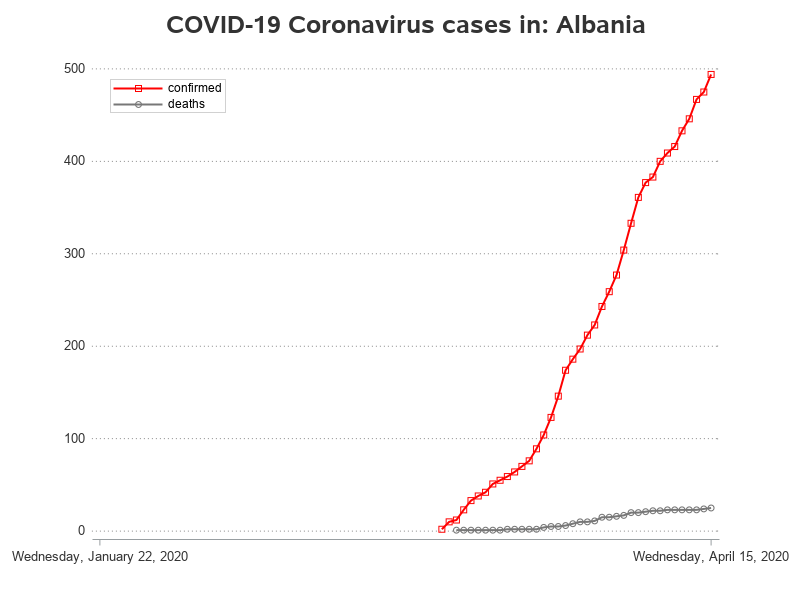 COVID-19 Coronavirus cases in: Albania
500
confirmed
deaths
400
300
200
100
0
Wednesday, January 22, 2020 Wednesday, April 15, 2020